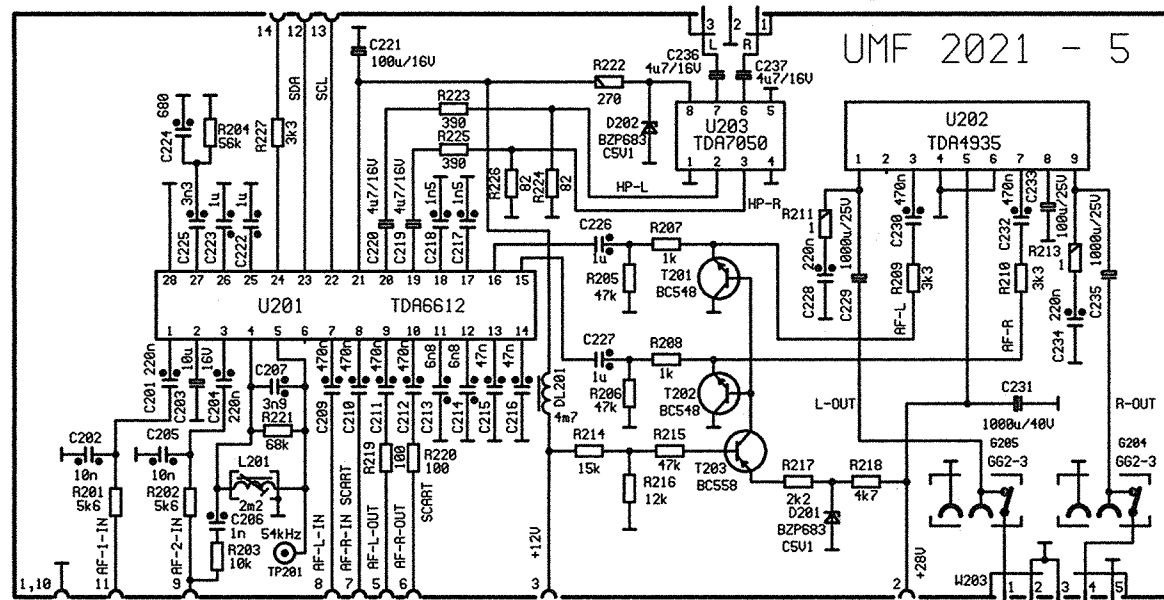 UMF 2021 - 5
14
12
13
3
2
1
L
R
SDA
SCL
C221
100u/16V
C236
4u7/16V
C237
4u7/16V
R222
270
D202
BZP683
C5V1
8
7
6
5
U203
TDA7050
1
2
3
4
U202
TDA4935
1
2
3
4
5
6
7
8
9
680
C224
R204
56k
R227
3k3
R223
390
R225
390
R226
82
R224
82
HP-L
HP-R
3n3
C225
1u
C223
1u
C222
4u7/16V
C220
4u7/16V
C219
1n5
C218
1n5
C217
C226
1u
R207
1k
R205
47k
T201
BC548
R211
1
220n
C228
1000u/25V
C229
470n
C230
R209
3k3
AF-L
470n
C232
R210
3k3
AF-R
C233
100u/25V
R213
1
220n
C234
1000u/25V
C235
28
27
26
25
24
23
22
21
20
19
18
17
16
15
U201
TDA6612
1
2
3
4
5
6
7
8
9
10
11
12
13
14
220n
C201
10u
16V
C203
C204
220n
C207
3n9
R221
68k
470n
C209
470n
C210
470n
C211
470n
C212
6n8
C213
6n8
C214
47n
C215
47n
C216
DL201
4m7
C227
1u
R208
1k
R206
47k
T202
BC548
L-OUT
R-OUT
C231
1000u/40V
C202
10n
C205
10n
R201
5k6
R202
5k6
L201
2m2
C206
1n
R203
10k
54kHz
TP201
R219
100
R220
100
AF-1-IN
AF-2-IN
AF-L-IN
AF-R-IN
SCART
AF-L-OUT
AF-R-OUT
SCART
R214
15k
R215
47k
R216
12k
T203
BC558
R217
2k2
R218
4k7
D201
BZP683
C5V1
G205
GG2-3
G204
GG2-3
+12V
+28V
W203
1
2
3
4
5
1,10
11
9
8
7
5
6
3
2